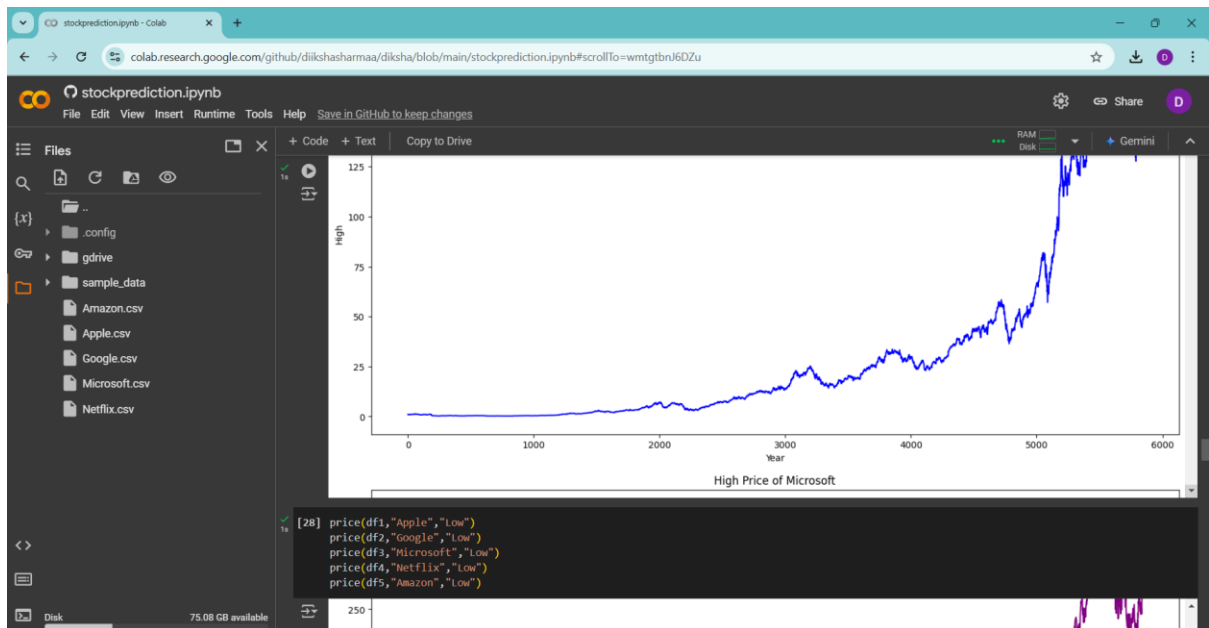 stockprediction.ipynb - Colab
colab.research.google.com/github/diikshasharmaa/diksha/blob/main/stockprediction.ipynb#scrollTo=wmtgtbnJ6DZu
D
CO
stockprediction.ipynb
File Edit View Insert Runtime Tools Help Save in GitHub to keep changes
Share
D
Files
+ Code + Text Copy to Drive
RAM
Disk
Gemini
{x}
..
.config
gdrive
sample_data
Amazon.csv
Apple.csv
Google.csv
Microsoft.csv
Netflix.csv
Disk 75.08 GB available
1s
125
100
75
50
25
0
High
0 1000 2000 3000 4000 5000 6000
Year
High Price of Microsoft
1s
[28] price(df1,"Apple","Low")
price(df2,"Google","Low")
price(df3,"Microsoft","Low")
price(df4,"Netflix","Low")
price(df5,"Amazon","Low")
250